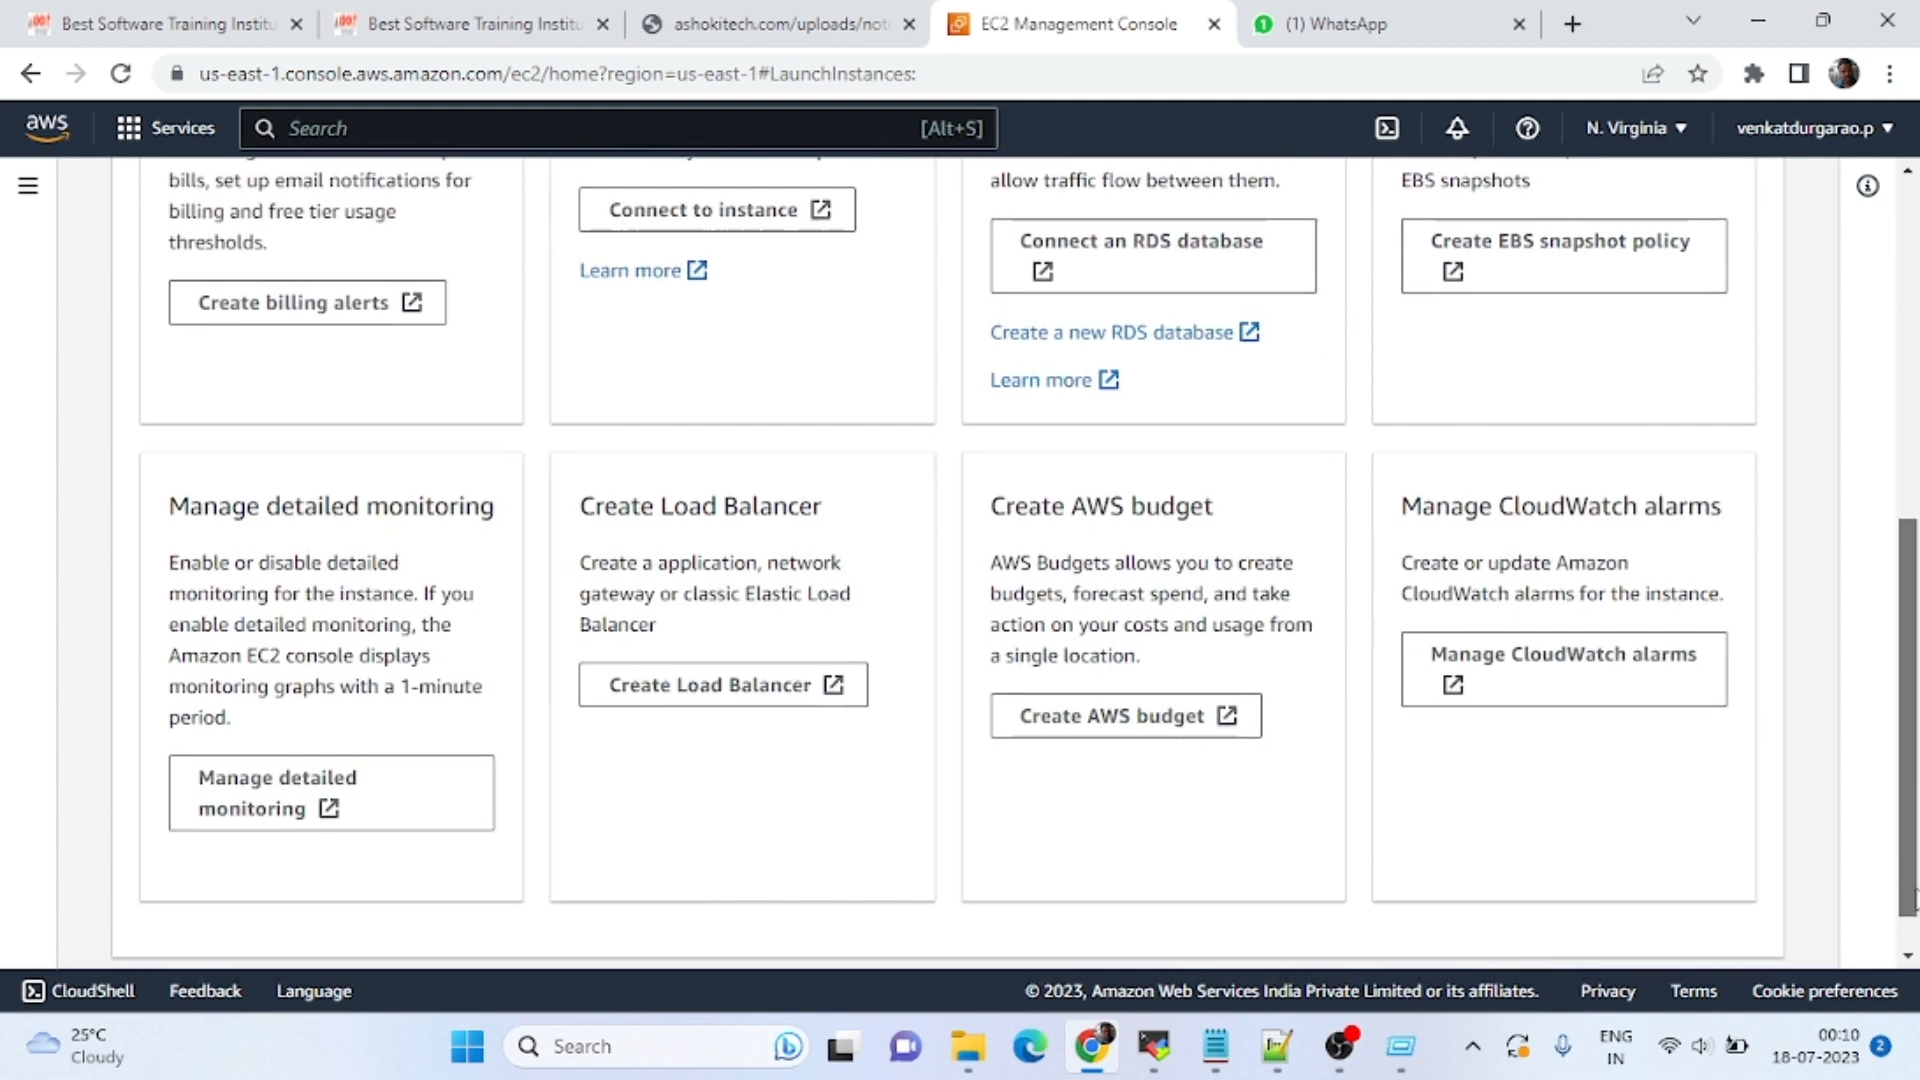 Best Software Training Institu
Best Software Training Institu
ashokitech.com/uploads/not
EC2 Management Console
(1) WhatsApp
us-east-1.console.aws.amazon.com/ec2/home?region=us-east-1#LaunchInstances:
aws
Services
Search
[Alt+S]
N. Virginia
venkatdurgarao.p
bills, set up email notifications for
billing and free tier usage
thresholds.
Create billing alerts
Connect to instance
Learn more
allow traffic flow between them.
Connect an RDS database
Create a new RDS database
Learn more
EBS snapshots
Create EBS snapshot policy
Manage detailed monitoring
Enable or disable detailed
monitoring for the instance. If you
enable detailed monitoring, the
Amazon EC2 console displays
monitoring graphs with a 1-minute
period.
Manage detailed
monitoring
Create Load Balancer
Create a application, network
gateway or classic Elastic Load
Balancer
Create Load Balancer
Create AWS budget
AWS Budgets allows you to create
budgets, forecast spend, and take
action on your costs and usage from
a single location.
Create AWS budget
Manage CloudWatch alarms
Create or update Amazon
CloudWatch alarms for the instance.
Manage CloudWatch alarms
CloudShell
Feedback
Language
© 2023, Amazon Web Services India Private Limited or its affiliates.
Privacy
Terms
Cookie preferences
25°C
Cloudy
Search
ENG
IN
00:10
18-07-2023
2